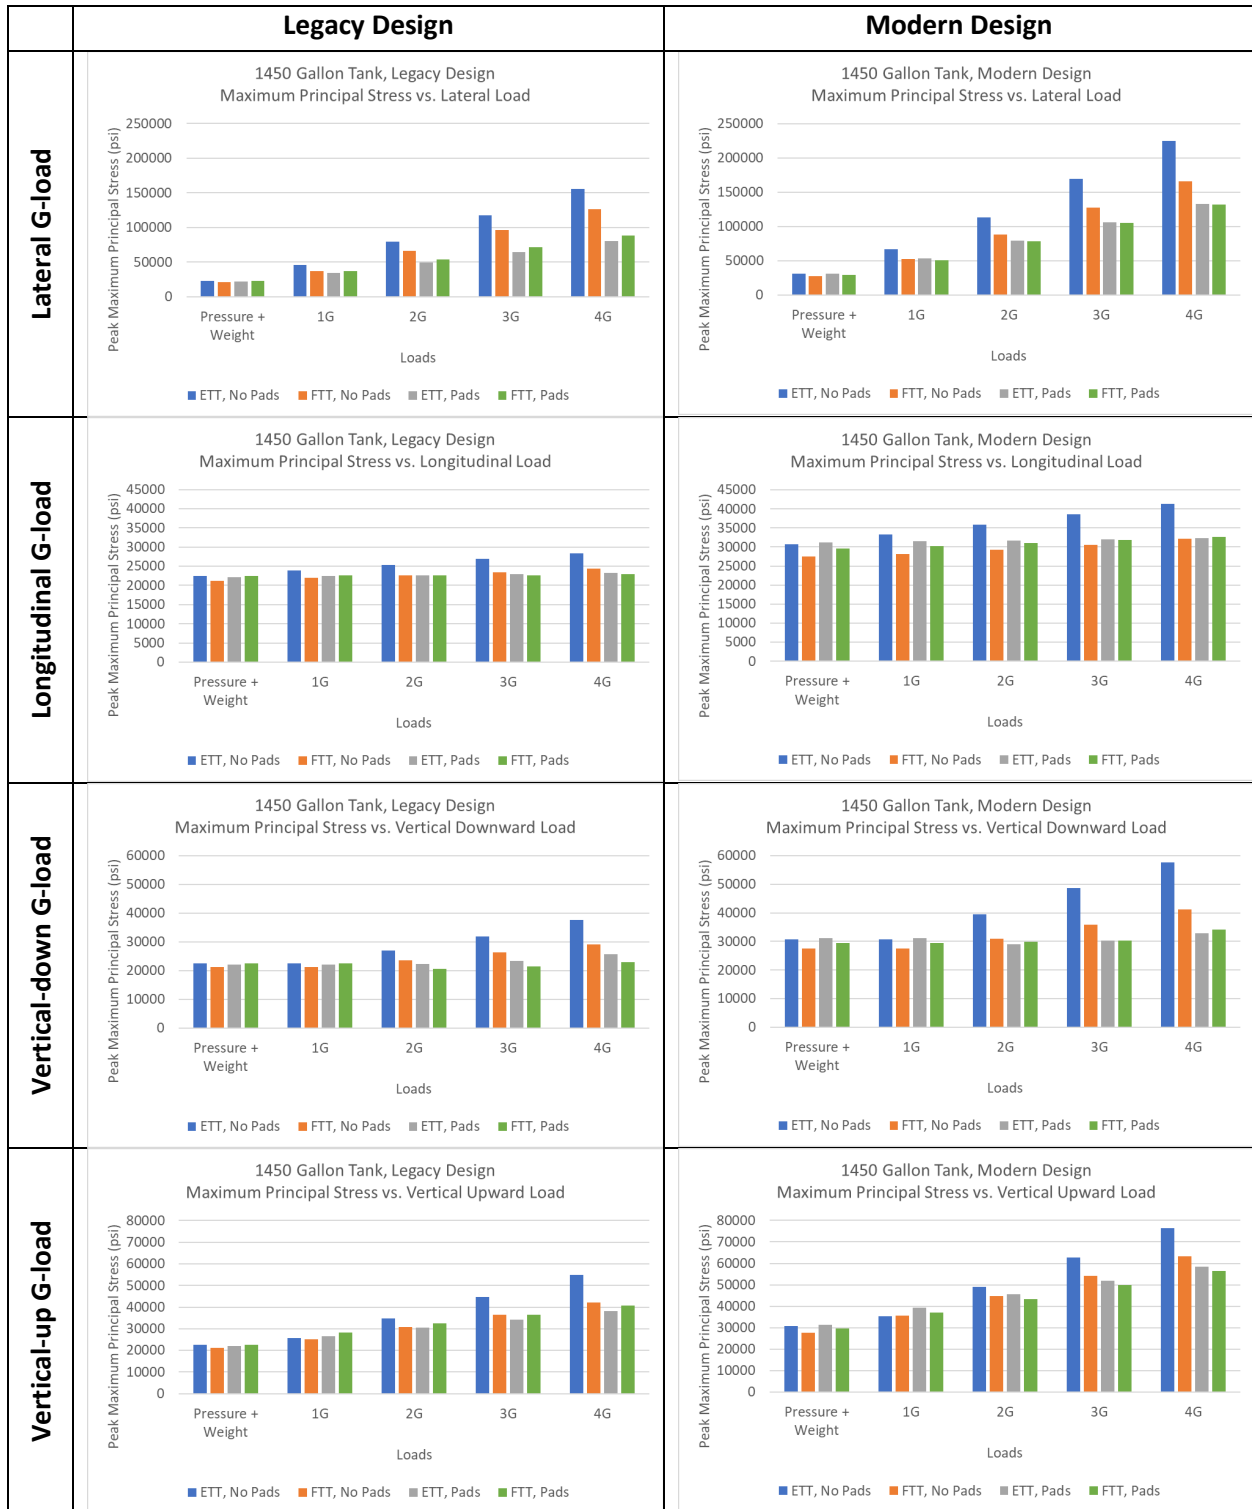 Legacy Design
Modern Design
Lateral G-load
1450 Gallon Tank, Legacy Design
Maximum Principal Stress vs. Lateral Load
Peak Maximum Principal Stress (psi)
250000
200000
150000
100000
50000
0
Pressure + Weight
1G
2G
3G
4G
Loads
ETT, No Pads
FTT, No Pads
ETT, Pads
FTT, Pads
1450 Gallon Tank, Modern Design
Maximum Principal Stress vs. Lateral Load
Peak Maximum Principal Stress (psi)
250000
200000
150000
100000
50000
0
Pressure + Weight
1G
2G
3G
4G
Loads
ETT, No Pads
FTT, No Pads
ETT, Pads
FTT, Pads
Longitudinal G-load
1450 Gallon Tank, Legacy Design
Maximum Principal Stress vs. Longitudinal Load
Peak Maximum Principal Stress (psi)
45000
40000
35000
30000
25000
20000
15000
10000
5000
0
Pressure + Weight
1G
2G
3G
4G
Loads
ETT, No Pads
FTT, No Pads
ETT, Pads
FTT, Pads
1450 Gallon Tank, Modern Design
Maximum Principal Stress vs. Longitudinal Load
Peak Maximum Principal Stress (psi)
45000
40000
35000
30000
25000
20000
15000
10000
5000
0
Pressure + Weight
1G
2G
3G
4G
Loads
ETT, No Pads
FTT, No Pads
ETT, Pads
FTT, Pads
Vertical-down G-load
1450 Gallon Tank, Legacy Design
Maximum Principal Stress vs. Vertical Downward Load
Peak Maximum Principal Stress (psi)
60000
50000
40000
30000
20000
10000
0
Pressure + Weight
1G
2G
3G
4G
Loads
ETT, No Pads
FTT, No Pads
ETT, Pads
FTT, Pads
1450 Gallon Tank, Modern Design
Maximum Principal Stress vs. Vertical Downward Load
Peak Maximum Principal Stress (psi)
60000
50000
40000
30000
20000
10000
0
Pressure + Weight
1G
2G
3G
4G
Loads
ETT, No Pads
FTT, No Pads
ETT, Pads
FTT, Pads
Vertical-up G-load
1450 Gallon Tank, Legacy Design
Maximum Principal Stress vs. Vertical Upward Load
Peak Maximum Principal Stress (psi)
80000
70000
60000
50000
40000
30000
20000
10000
0
Pressure + Weight
1G
2G
3G
4G
Loads
ETT, No Pads
FTT, No Pads
ETT, Pads
FTT, Pads
1450 Gallon Tank, Modern Design
Maximum Principal Stress vs. Vertical Upward Load
Peak Maximum Principal Stress (psi)
80000
70000
60000
50000
40000
30000
20000
10000
0
Pressure + Weight
1G
2G
3G
4G
Loads
ETT, No Pads
FTT, No Pads
ETT, Pads
FTT, Pads